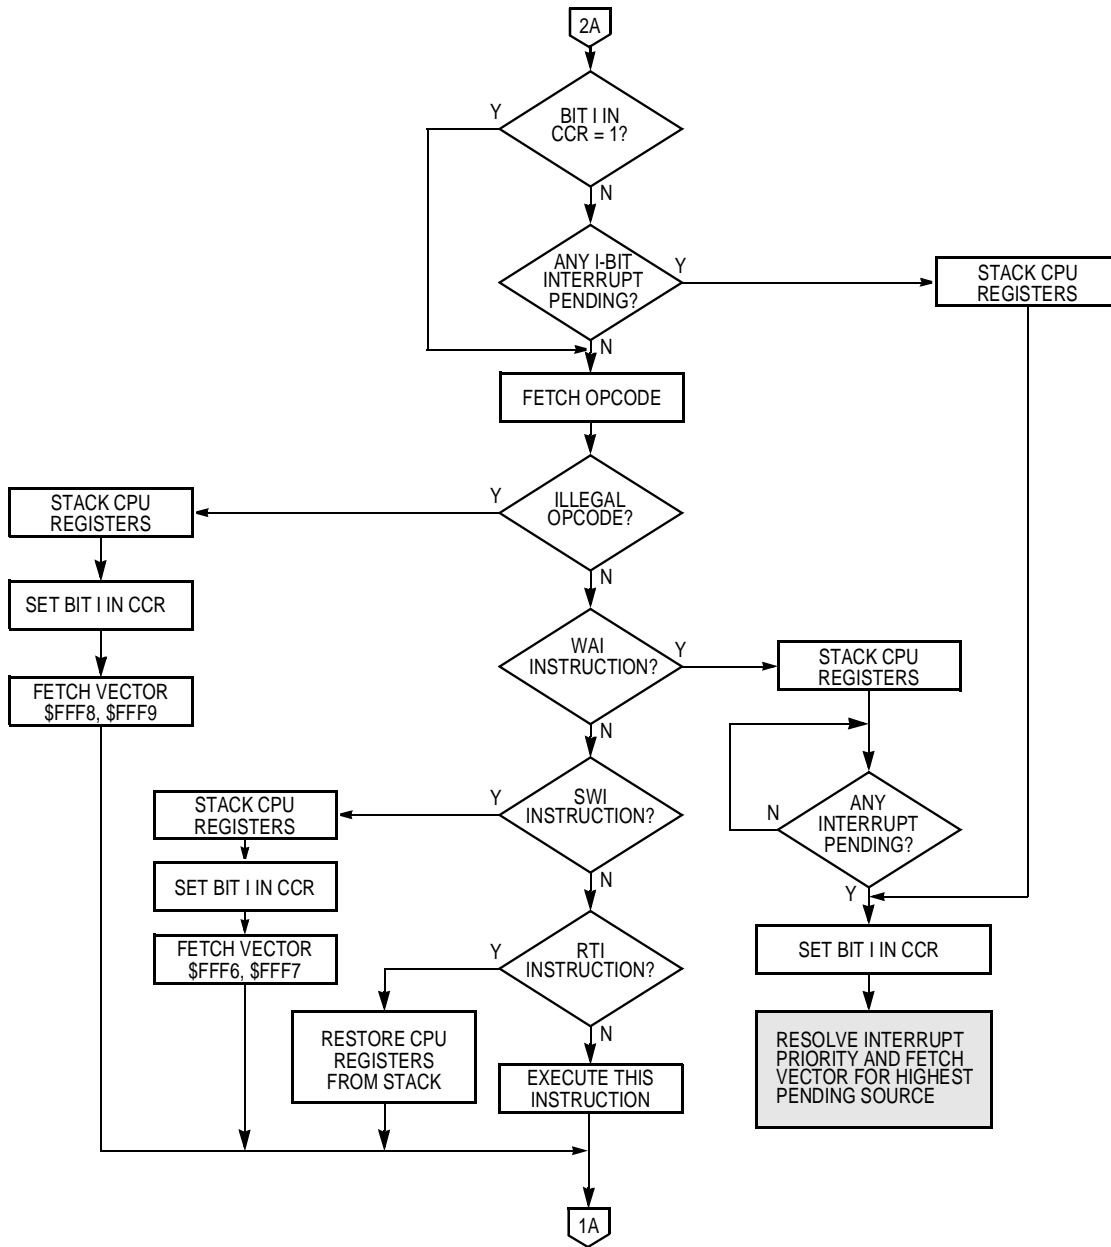 2A
Y
BIT I IN
CCR = 1?
N
ANY I-BIT
INTERRUPT
PENDING?
Y
STACK CPU
REGISTERS
N
FETCH OPCODE
STACK CPU
REGISTERS
Y
ILLEGAL
OPCODE?
N
SET BIT I IN CCR
WAI
INSTRUCTION?
Y
STACK CPU
REGISTERS
FETCH VECTOR
$FFF8, $FFF9
N
STACK CPU
REGISTERS
Y
SWI
INSTRUCTION?
N
ANY
INTERRUPT
PENDING?
SET BIT I IN CCR
N
Y
FETCH VECTOR
$FFF6, $FFF7
Y
RTI
INSTRUCTION?
SET BIT I IN CCR
N
RESTORE CPU
REGISTERS
FROM STACK
EXECUTE THIS
INSTRUCTION
RESOLVE INTERRUPT
PRIORITY AND FETCH
VECTOR FOR HIGHEST
PENDING SOURCE
1A